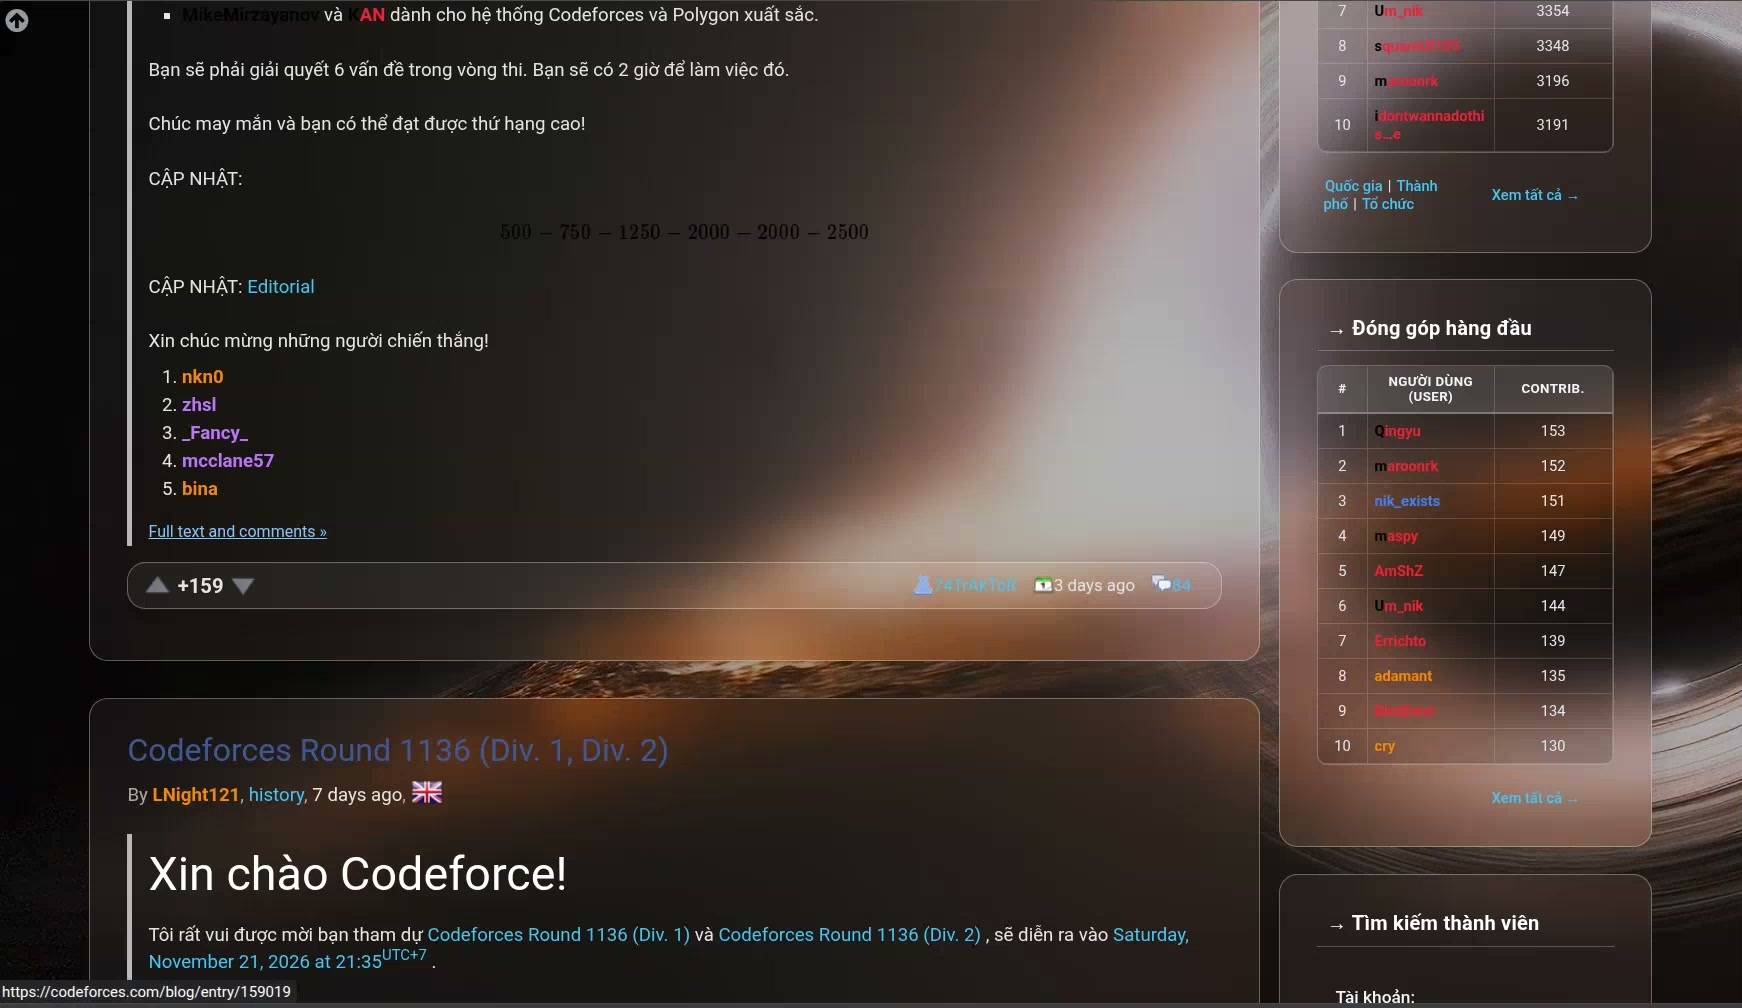 MikeMirzayanov và KAN dành cho hệ thống Codeforces và Polygon xuất sắc.
Bạn sẽ phải giải quyết 6 vấn đề trong vòng thi. Bạn sẽ có 2 giờ để làm việc đó.
Chúc may mắn và bạn có thể đạt được thứ hạng cao!
CẬP NHẬT:
500 − 750 − 1250 − 2000 − 2000 − 2500
CẬP NHẬT: Editorial
Xin chúc mừng những người chiến thắng!
1. nkn0
2. zhsl
3. _Fancy_
4. mcclane57
5. bina
Full text and comments »
+159 74TrAkToR 3 days ago 84
Codeforces Round 1136 (Div. 1, Div. 2)
By LNight121, history, 7 days ago,
Xin chào Codeforce!
Tôi rất vui được mời bạn tham dự Codeforces Round 1136 (Div. 1) và Codeforces Round 1136 (Div. 2) , sẽ diễn ra vào Saturday,
November 21, 2026 at 21:35UTC+7 .
https://codeforces.com/blog/entry/159019
7 Um_nik 3354
8 3348
9 maroonrk 3196
10 idontwannadothi
s...e 3191
Quốc gia | Thành
phố | Tổ chức
Xem tất cả →
→ Đóng góp hàng đầu
# NGƯỜI DÙNG
(USER) CONTRIB.
1 Qingyu 153
2 maroonrk 152
3 nik_exists 151
4 maspy 149
5 AmShZ 147
6 Um_nik 144
7 Errichto 139
8 adamant 135
9 134
10 cry 130
Xem tất cả →
→ Tìm kiếm thành viên
Tài khoản: